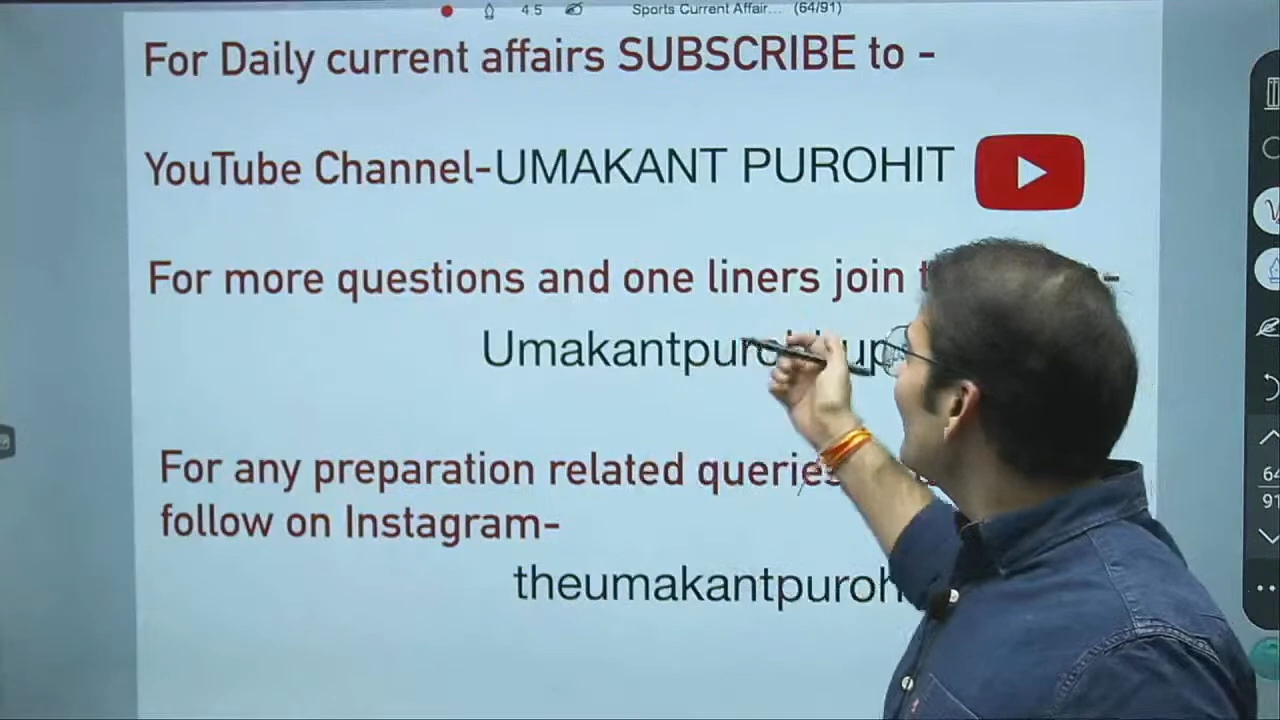 4.5 Sports Current Affair... (64/91)
For Daily current affairs SUBSCRIBE to -
YouTube Channel-UMAKANT PUROHIT
For more questions and one liners join
Umakantpurohi
For any preparation related queries
follow on Instagram-
theumakantpuroh
64
91